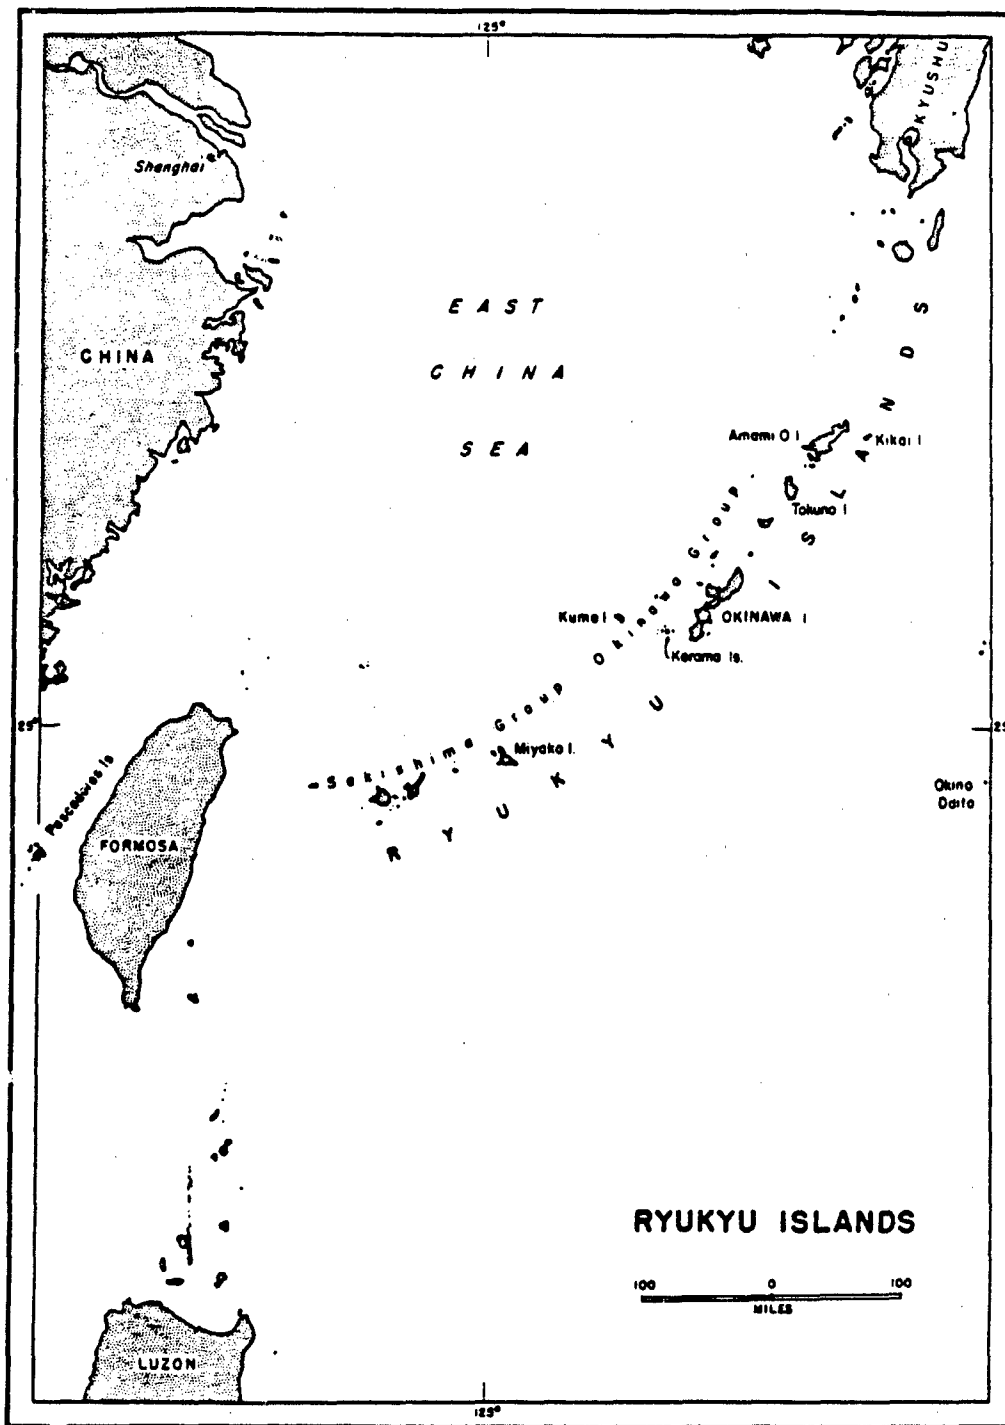 125°
KYUSHU
Shanghai
EAST
CHINA
SEA
CHINA
Amami O I.
Kikai I
Tokuno I
Okinawa Group
Kume I
OKINAWA I
Kerama Is.
25°
25
Sakishima Group
Miyako I.
RYUKYU ISLANDS
Okino
Daito
Pescadores Is
FORMOSA
RYUKYU ISLANDS
100 0 100
MILES
LUZON
125°